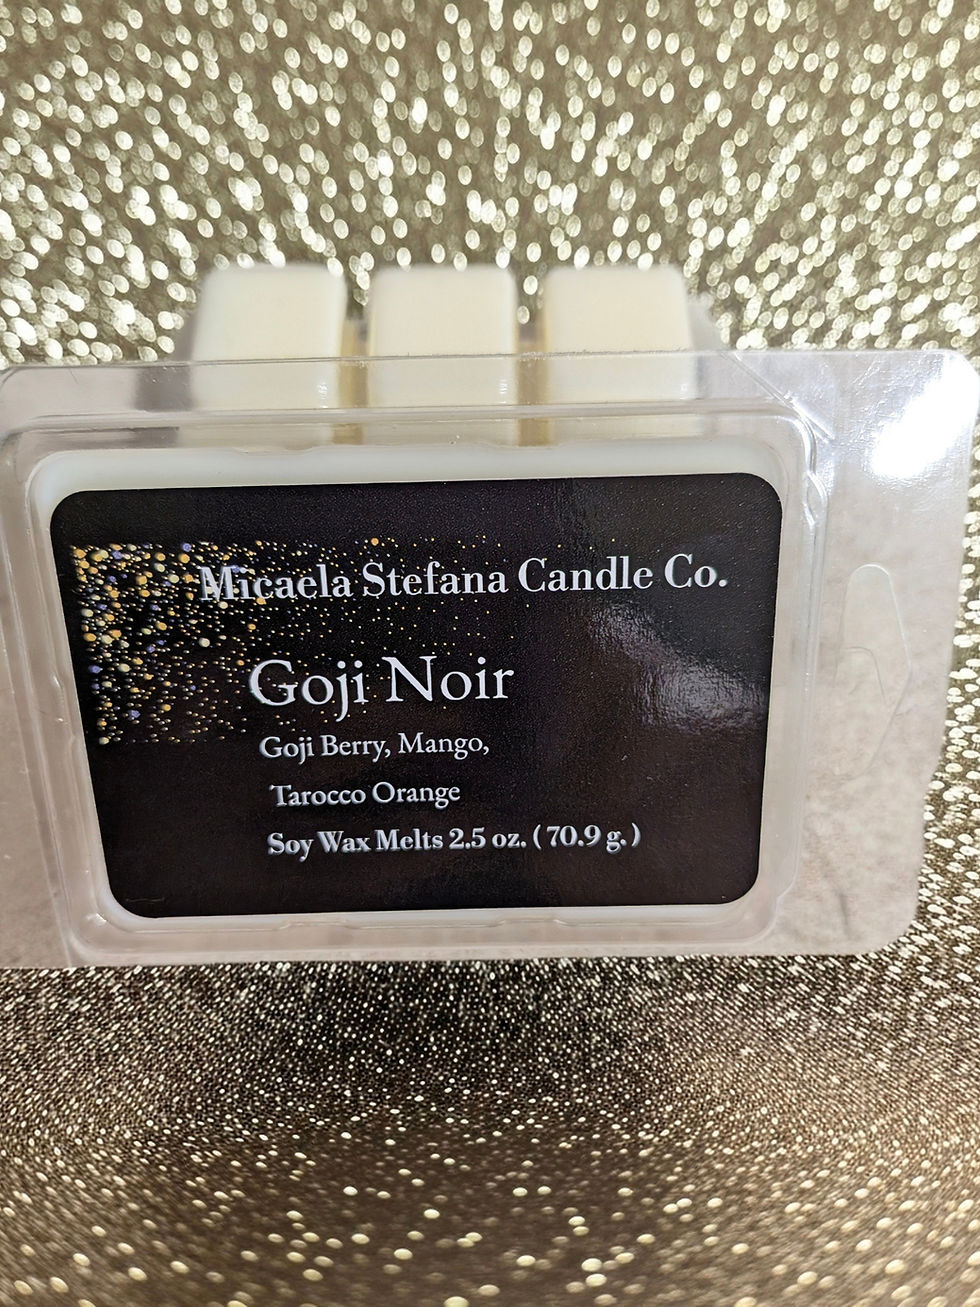 Micaela Stefana Candle Co.
Goji Noir
Goji Berry, Mango,
Tarocco Orange
Soy Wax Melts 2.5 oz. ( 70.9 g. )